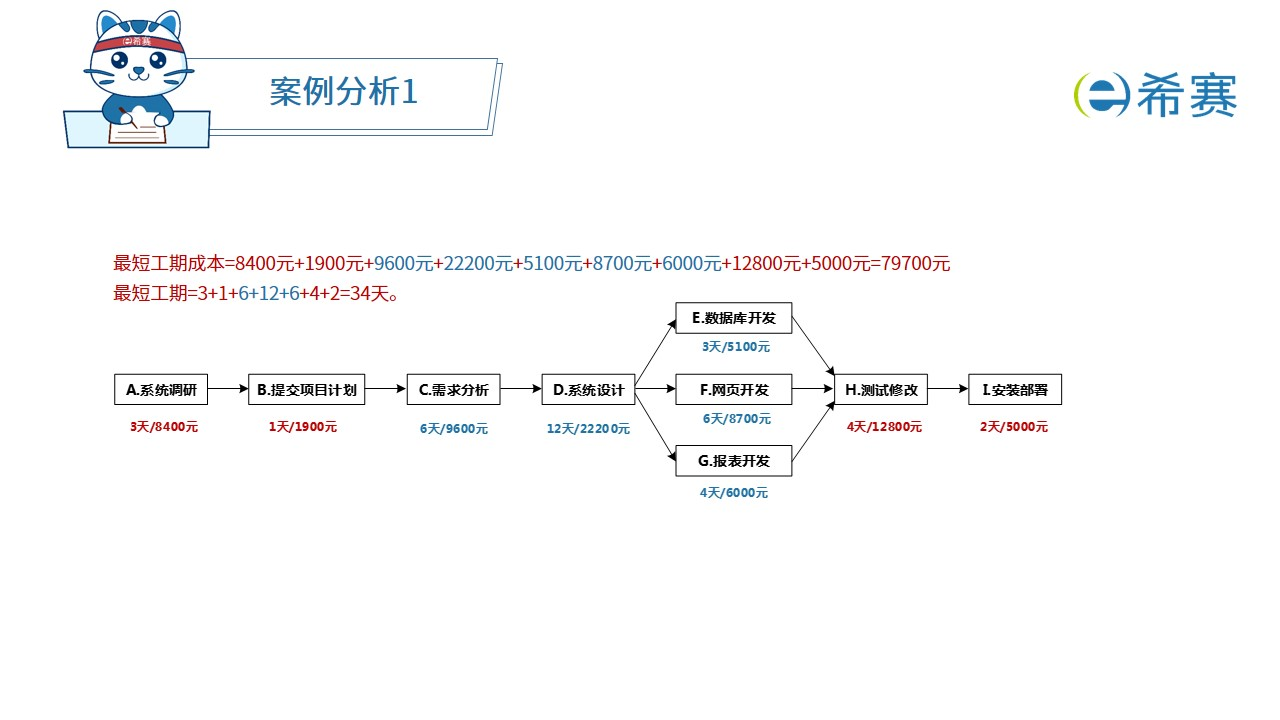 希赛
案例分析1
希赛
最短工期成本=8400元+1900元+9600元+22200元+5100元+8700元+6000元+12800元+5000元=79700元
最短工期=3+1+6+12+6+4+2=34天。
E.数据库开发
3天/5100元
A.系统调研
B.提交项目计划
C.需求分析
D.系统设计
F.网页开发
H.测试修改
I.安装部署
3天/8400元
1天/1900元
6天/9600元
12天/22200元
6天/8700元
4天/12800元
2天/5000元
G.报表开发
4天/6000元